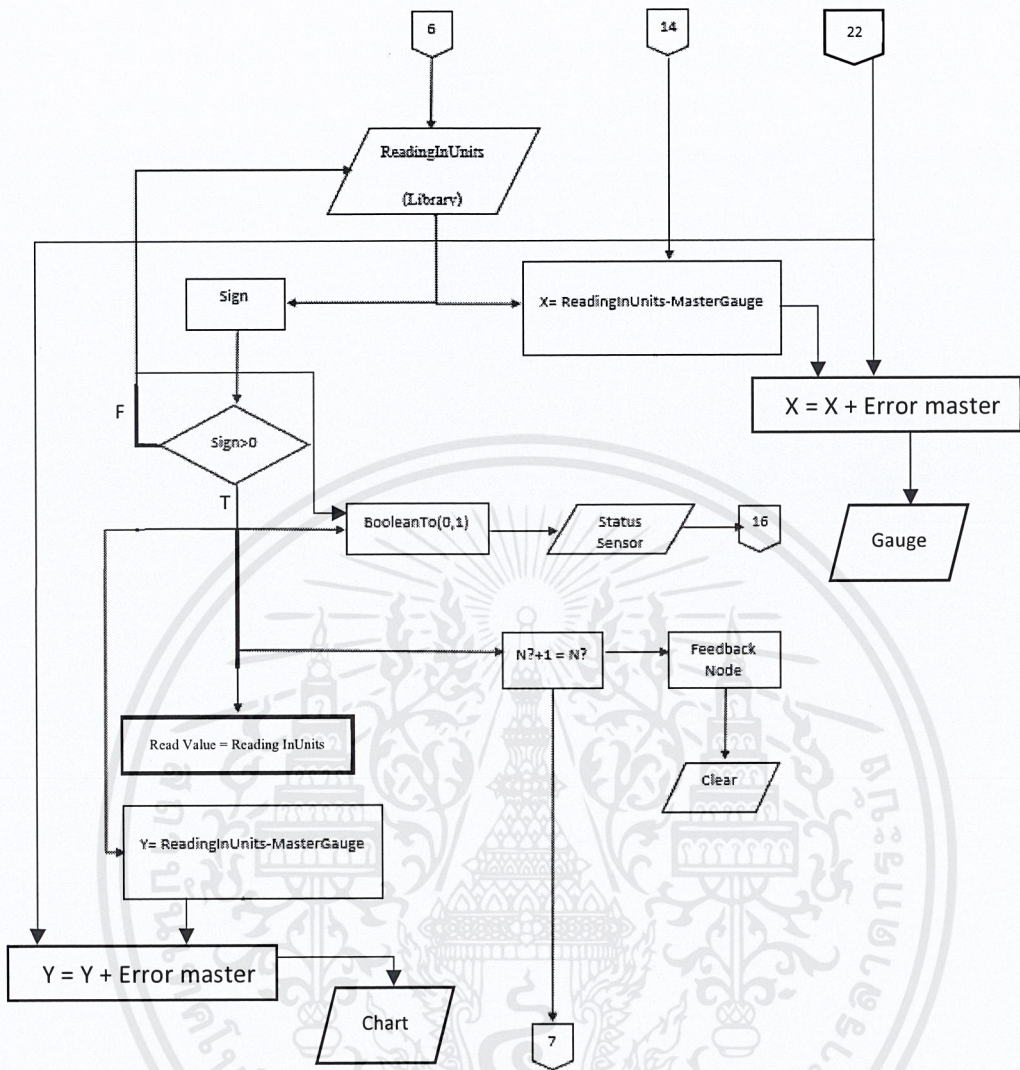 6
14
22
ReadingInUnits
(Library)
Sign
X= ReadingInUnits-MasterGauge
X = X + Error master
F
Sign>0
T
BooleanTo(0,1)
Status
Sensor
16
Gauge
N?+1 = N?
Feedback
Node
Read Value = Reading InUnits
Clear
Y= ReadingInUnits-MasterGauge
Y = Y + Error master
Chart
7